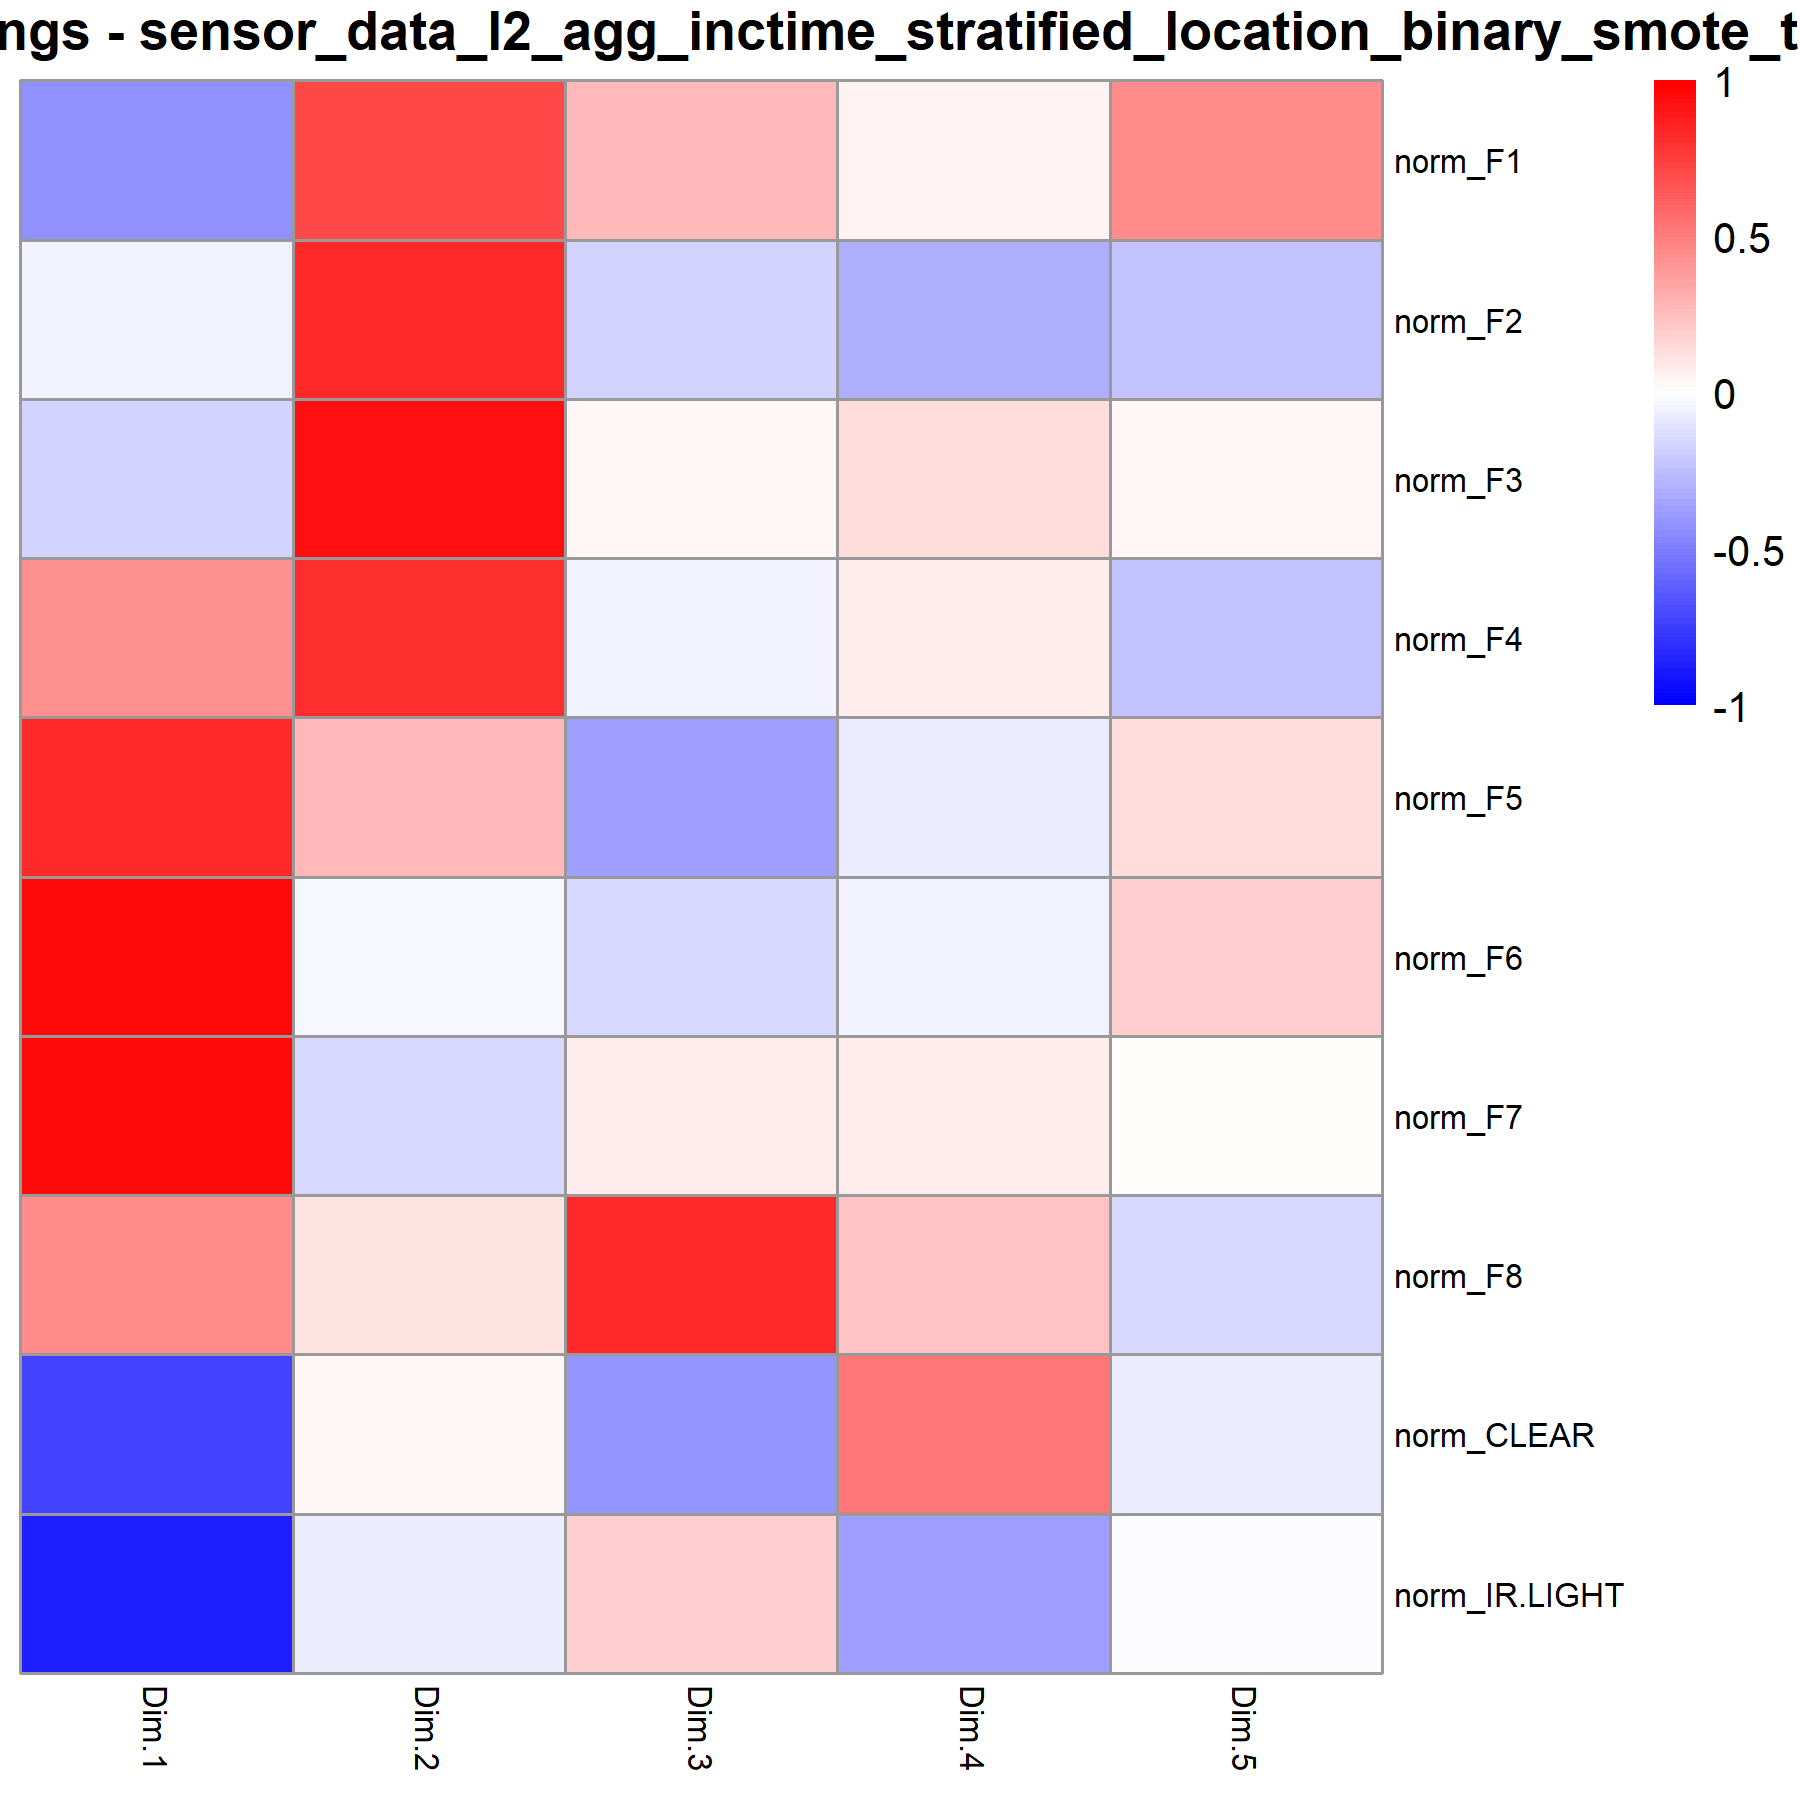 ngs - sensor_data_l2_agg_inctime_stratified_location_binary_smote_t
1
norm_F1
0.5
norm_F2
0
norm_F3
-0.5
norm_F4
-1
norm_F5
norm_F6
norm_F7
norm_F8
norm_CLEAR
norm_IR.LIGHT
Dim.1
Dim.2
Dim.3
Dim.4
Dim.5